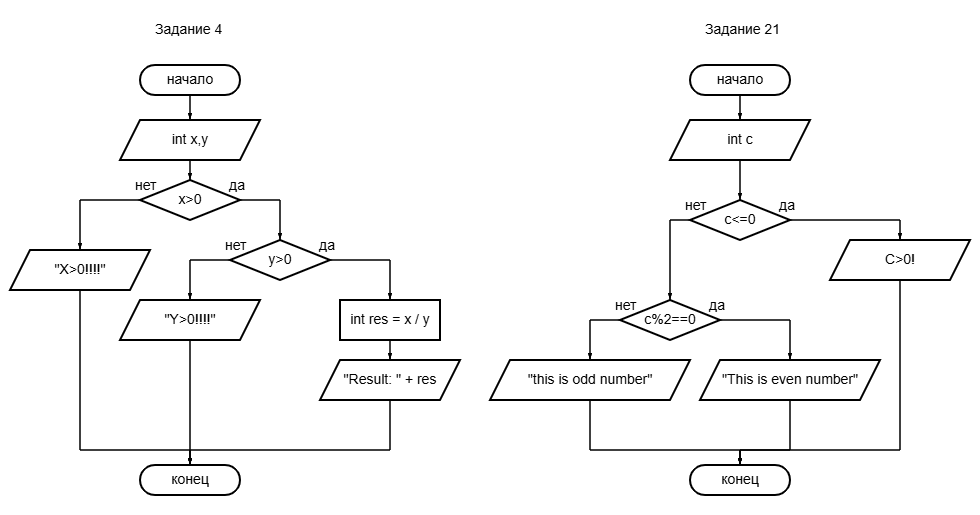 Задание 4
начало
int x,y
нет
да
x>0
"X>0!!!!"
нет
да
y>0
"Y>0!!!!"
int res = x / y
"Result: " + res
конец
Задание 21
начало
int c
нет
да
c<=0
C>0!
нет
да
c%2==0
"this is odd number"
"This is even number"
конец